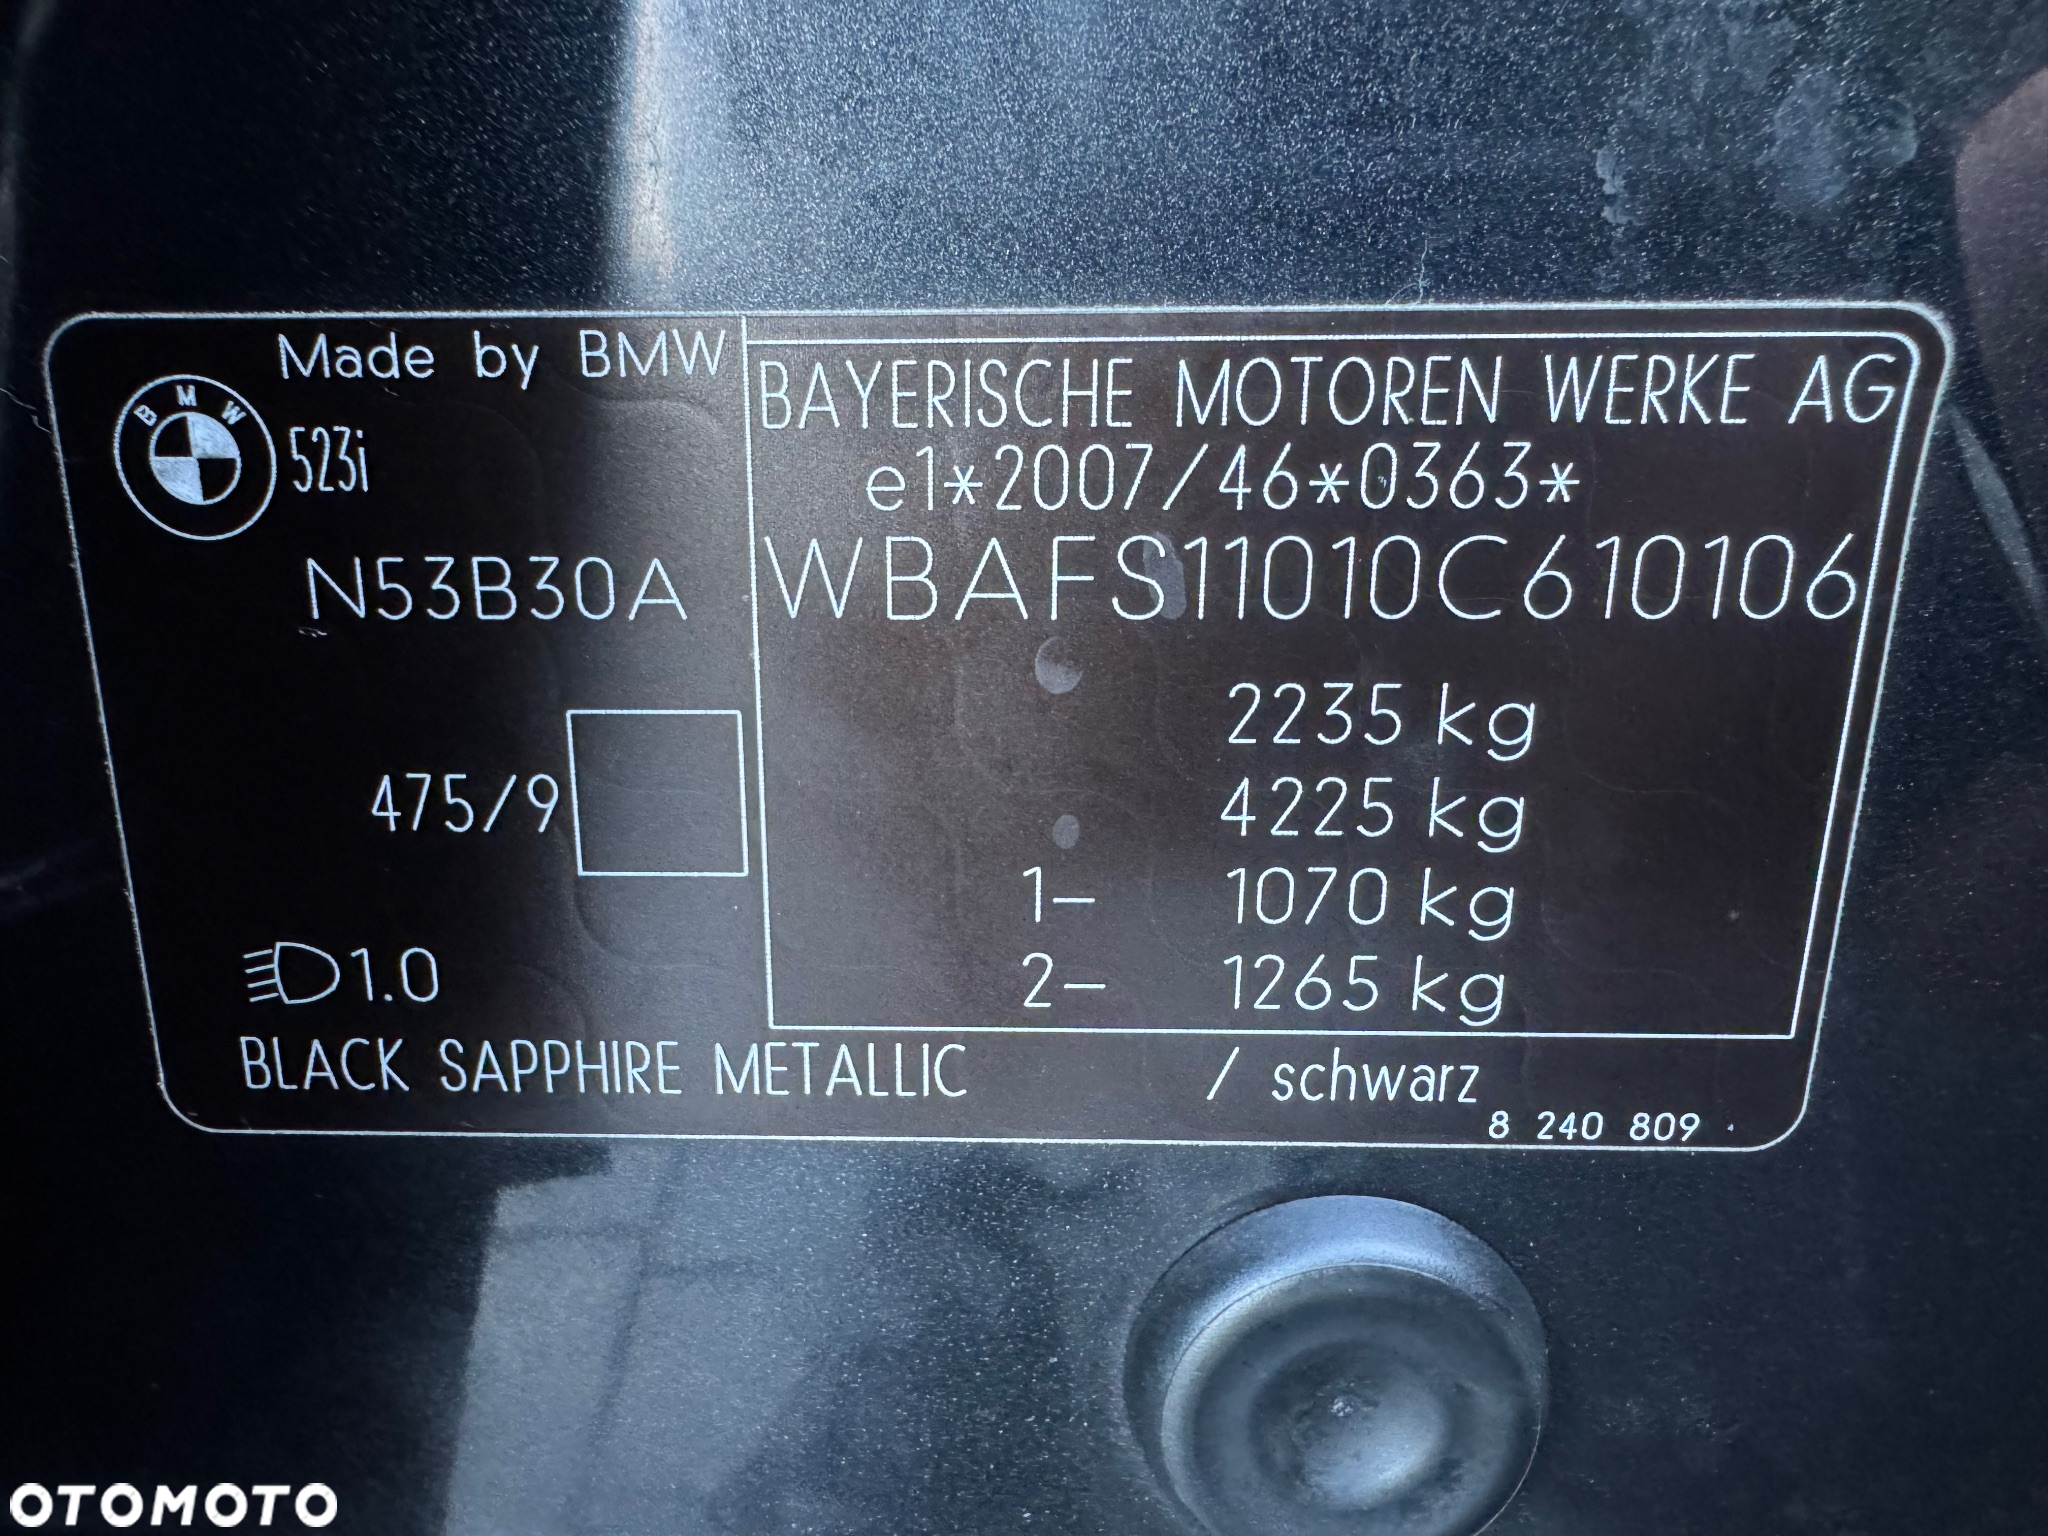 Made by BMW
BMW
523i
N53B30A
475/9
1.0
BAYERISCHE MOTOREN WERKE AG
e1*2007/46*0363*
WBAFS11010C610106
2235 kg
4225 kg
1- 1070 kg
2- 1265 kg
BLACK SAPPHIRE METALLIC / schwarz
8 240 809
OTOMOTO